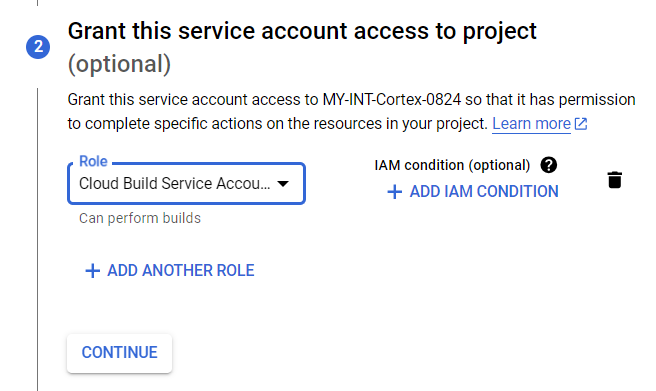 2
Grant this service account access to project
(optional)
Grant this service account access to MY-INT-Cortex-0824 so that it has permission
to complete specific actions on the resources in your project. Learn more
Role
Cloud Build Service Accou...
Can perform builds
IAM condition (optional) ?
+ ADD IAM CONDITION
+ ADD ANOTHER ROLE
CONTINUE